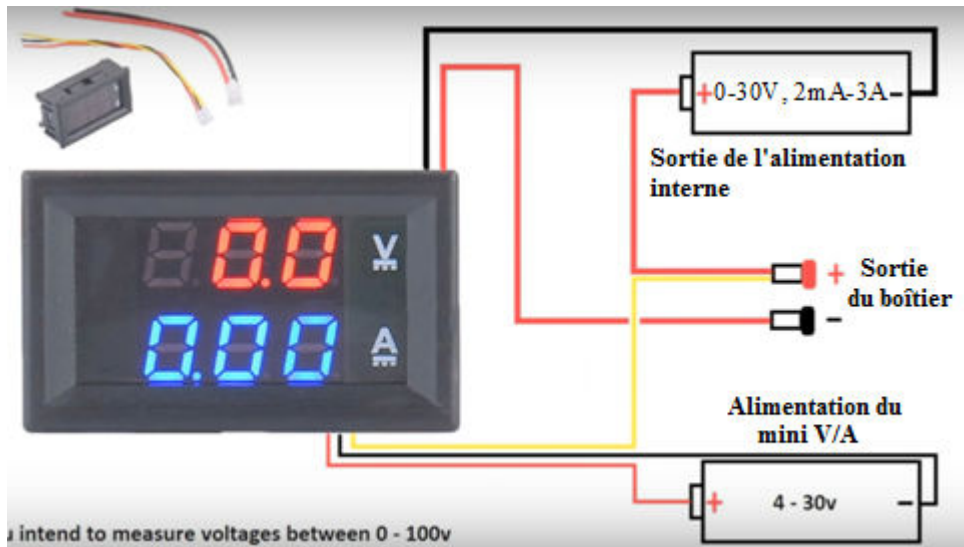 +0-30V, 2mA-3A-
Sortie de l'alimentation
interne
0.0 V
0.00 A
+ Sortie
du boîtier
-
Alimentation du
mini V/A
+ 4 - 30v -
intend to measure voltages between 0 - 100v